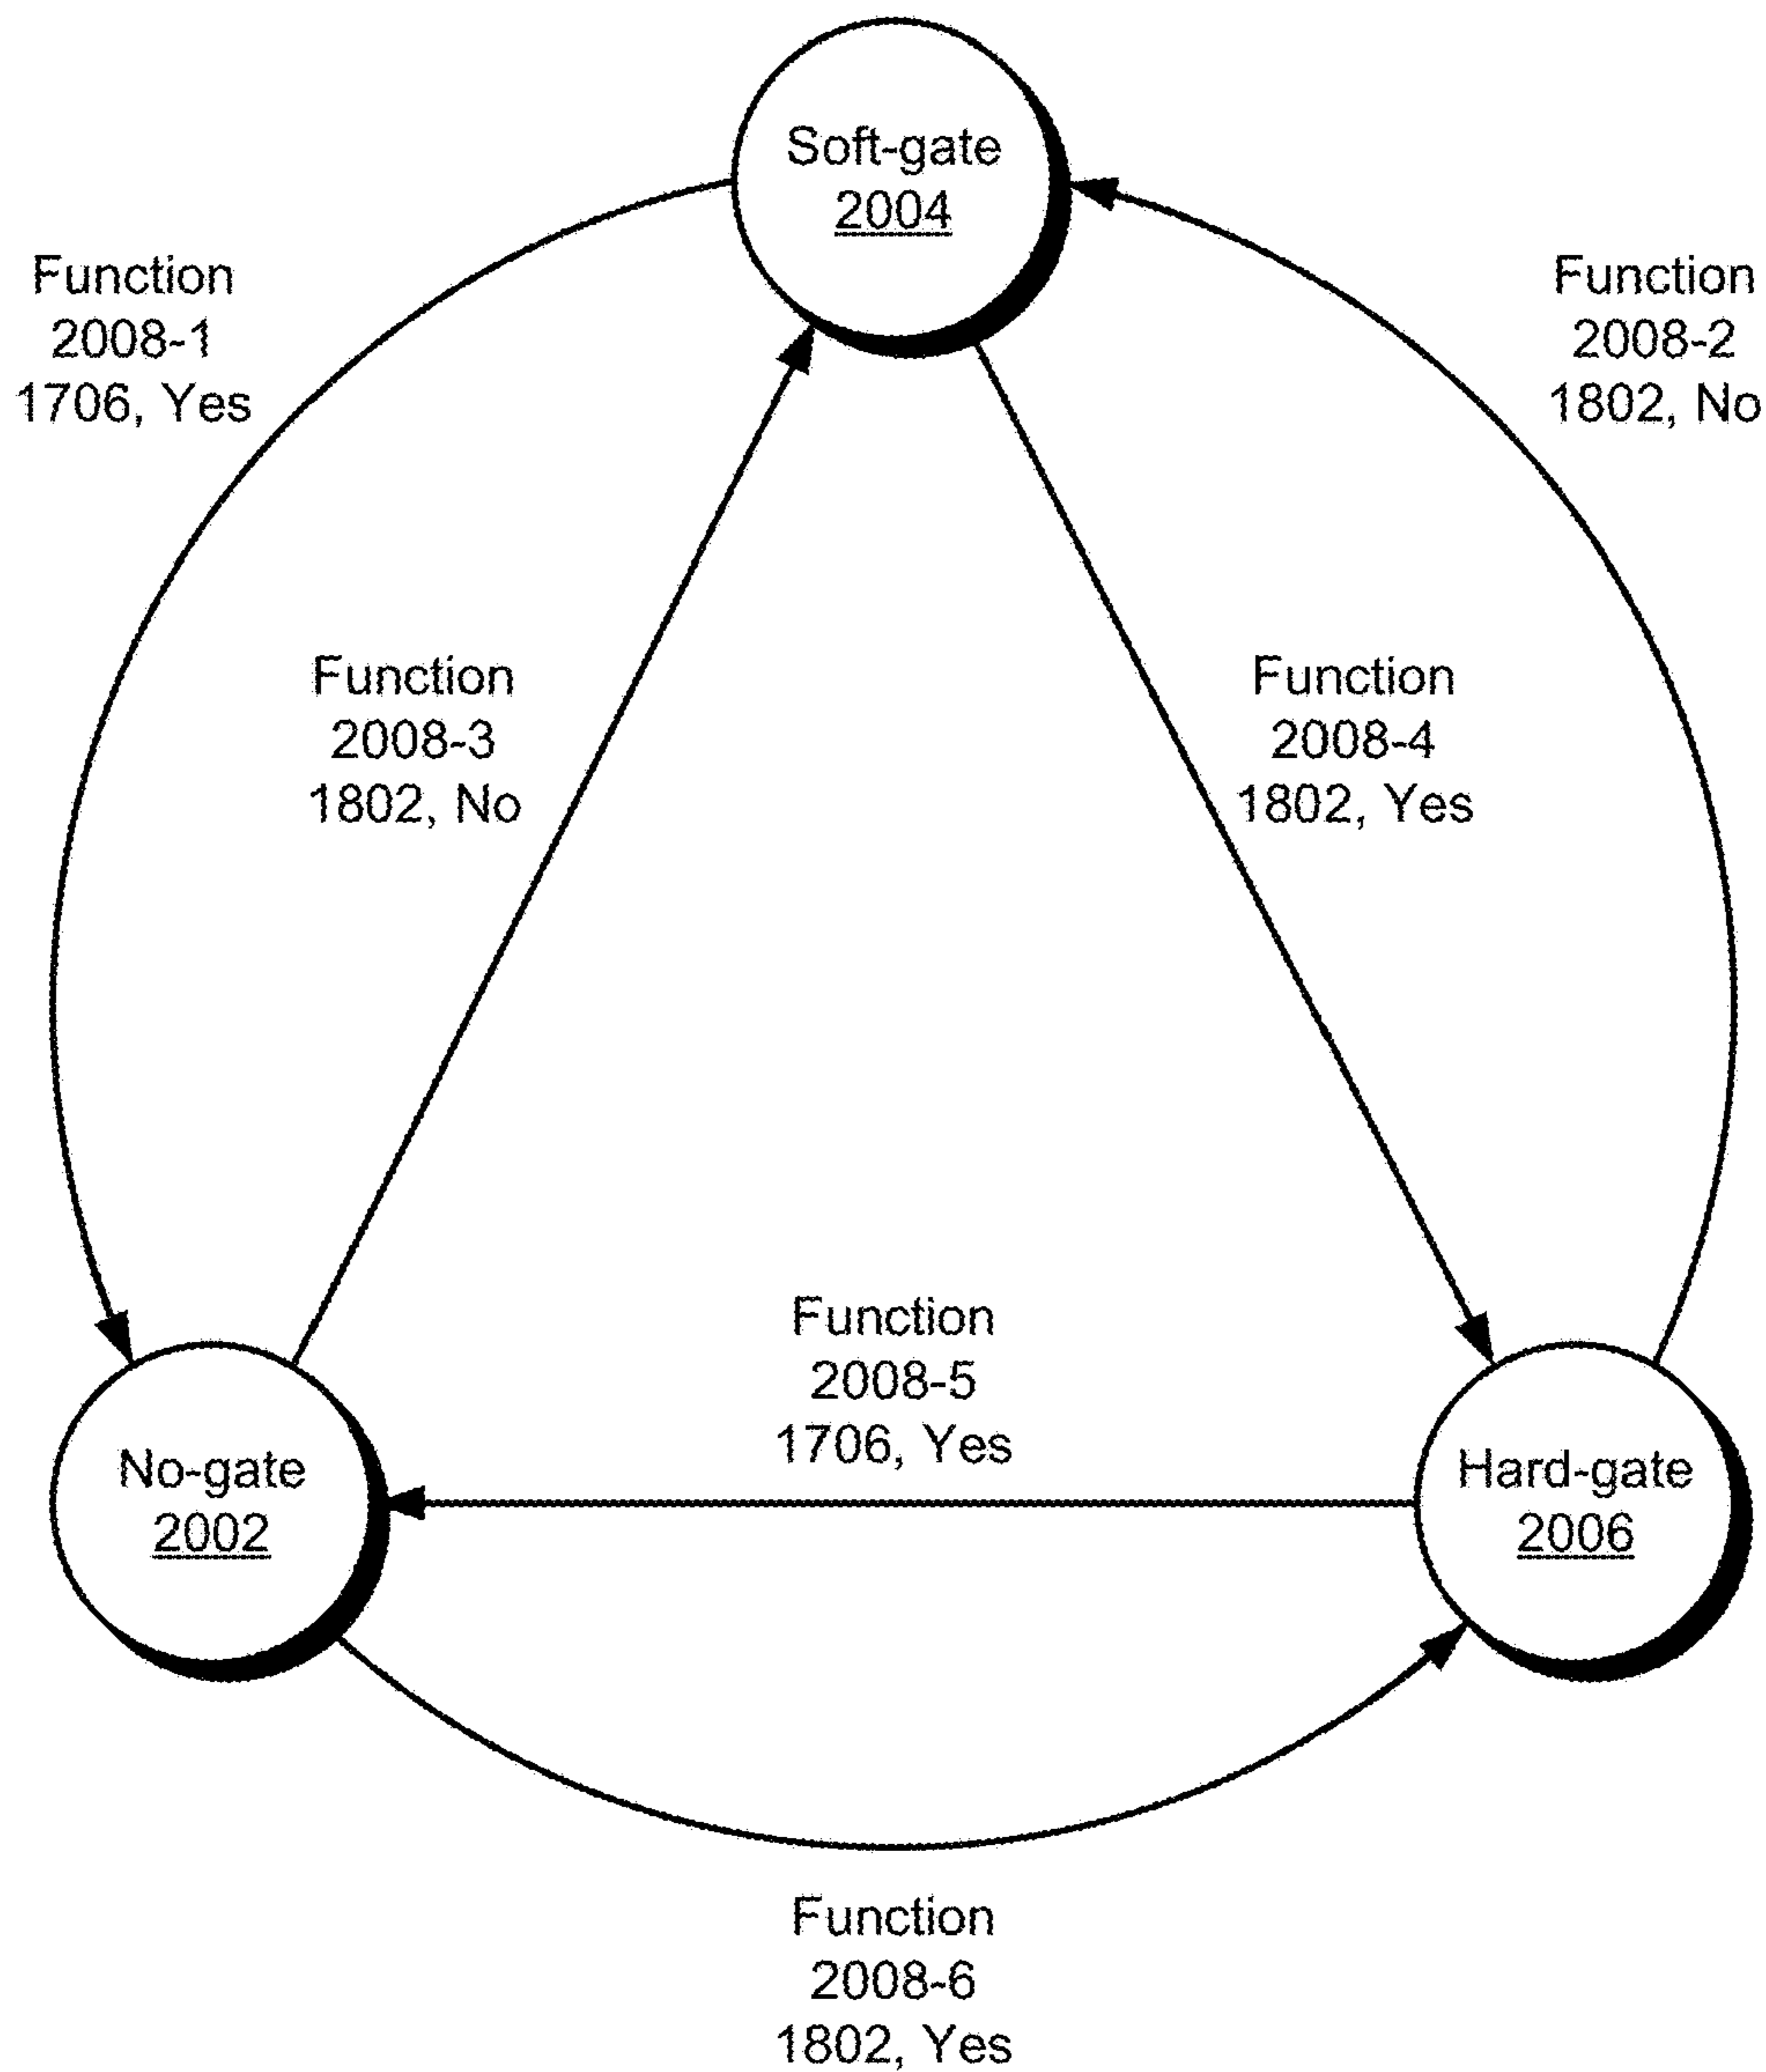 Soft-gate
2004
Function
2008-1
1706, Yes
Function
2008-2
1802, No
Function
2008-3
1802, No
Function
2008-4
1802, Yes
Function
2008-5
1706, Yes
No-gate
2002
Hard-gate
2006
Function
2008-6
1802, Yes